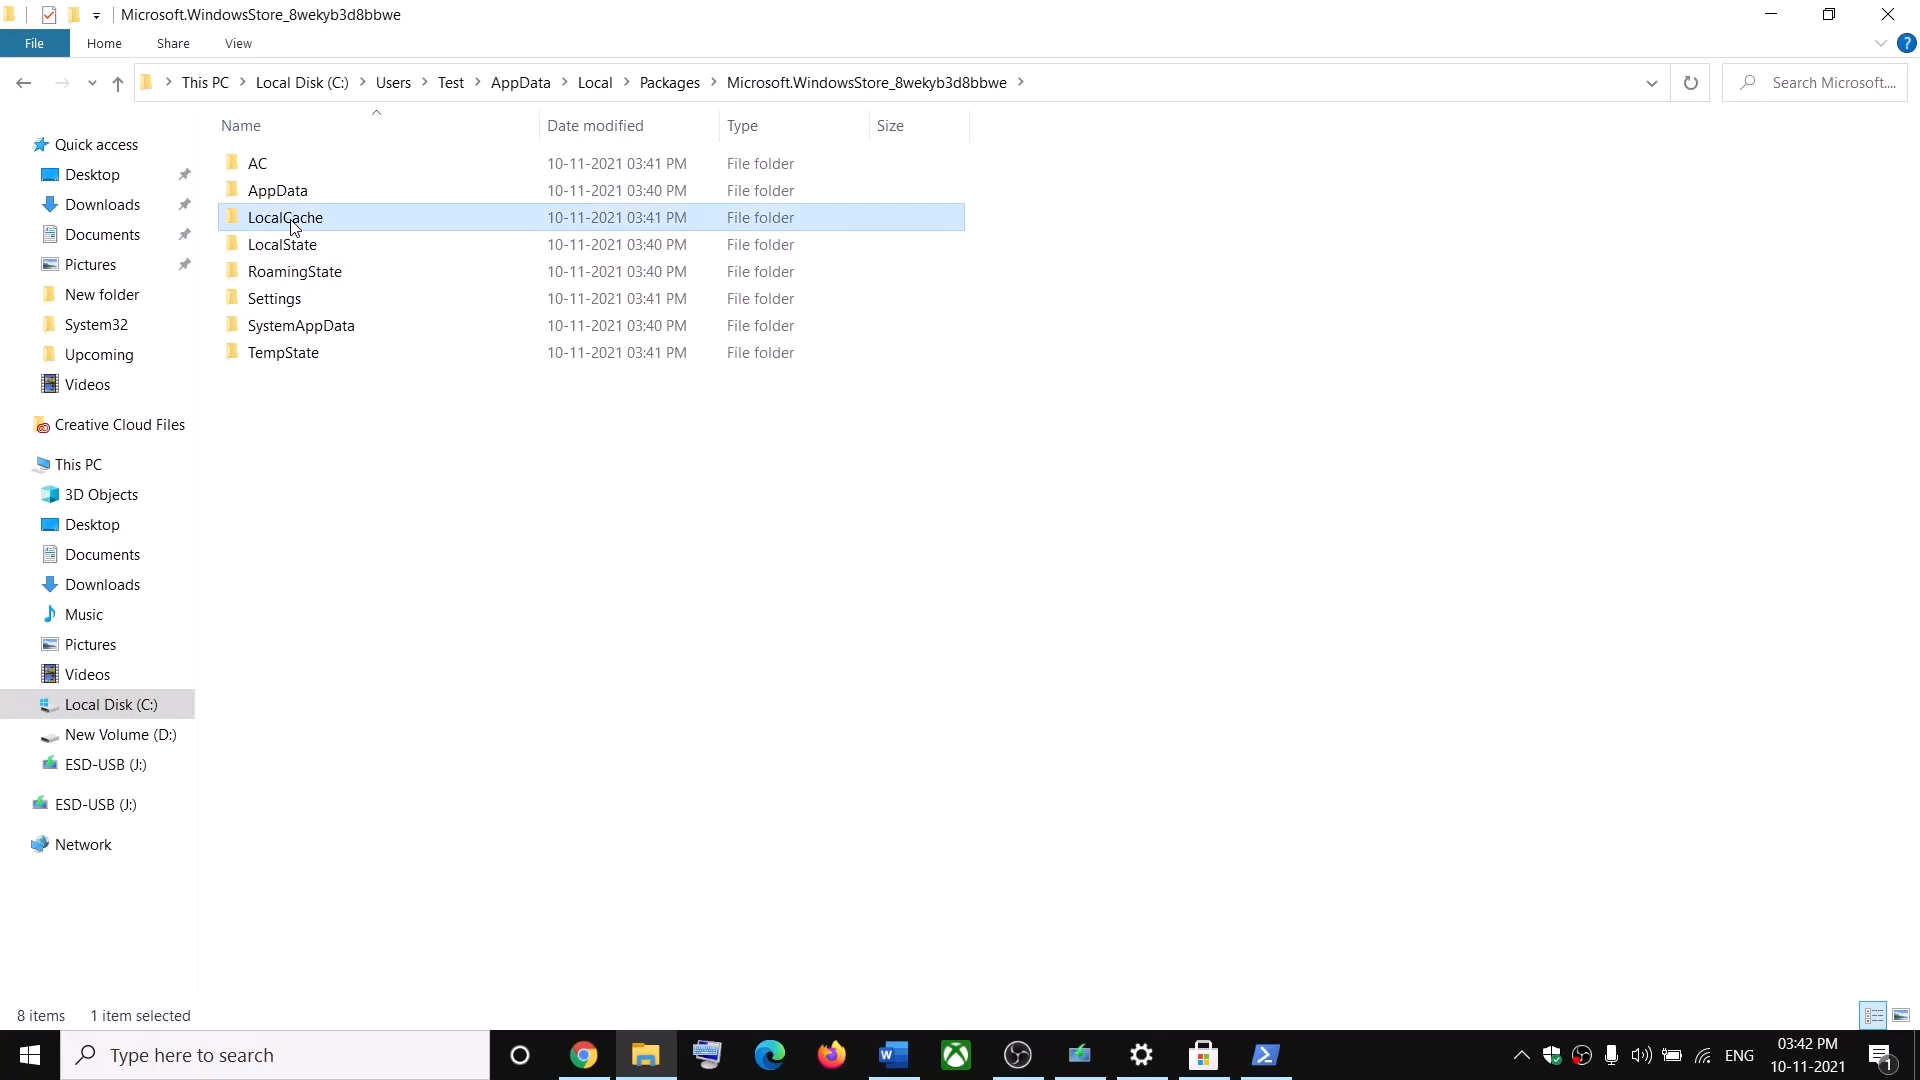 Microsoft.WindowsStore_8wekyb3d8bbwe
File Home Share View
This PC Local Disk (C:) Users Test AppData Local Packages Microsoft.WindowsStore_8wekyb3d8bbwe Search Microsoft....
Name Date modified Type Size
AC 10-11-2021 03:41 PM File folder
AppData 10-11-2021 03:40 PM File folder
LocalCache 10-11-2021 03:41 PM File folder
LocalState 10-11-2021 03:40 PM File folder
RoamingState 10-11-2021 03:40 PM File folder
Settings 10-11-2021 03:41 PM File folder
SystemAppData 10-11-2021 03:40 PM File folder
TempState 10-11-2021 03:41 PM File folder
Quick access
Desktop
Downloads
Documents
Pictures
New folder
System32
Upcoming
Videos
Creative Cloud Files
This PC
3D Objects
Desktop
Documents
Downloads
Music
Pictures
Videos
Local Disk (C:)
New Volume (D:)
ESD-USB (J:)
ESD-USB (J:)
Network
8 items 1 item selected
Type here to search
ENG
03:42 PM
10-11-2021
1